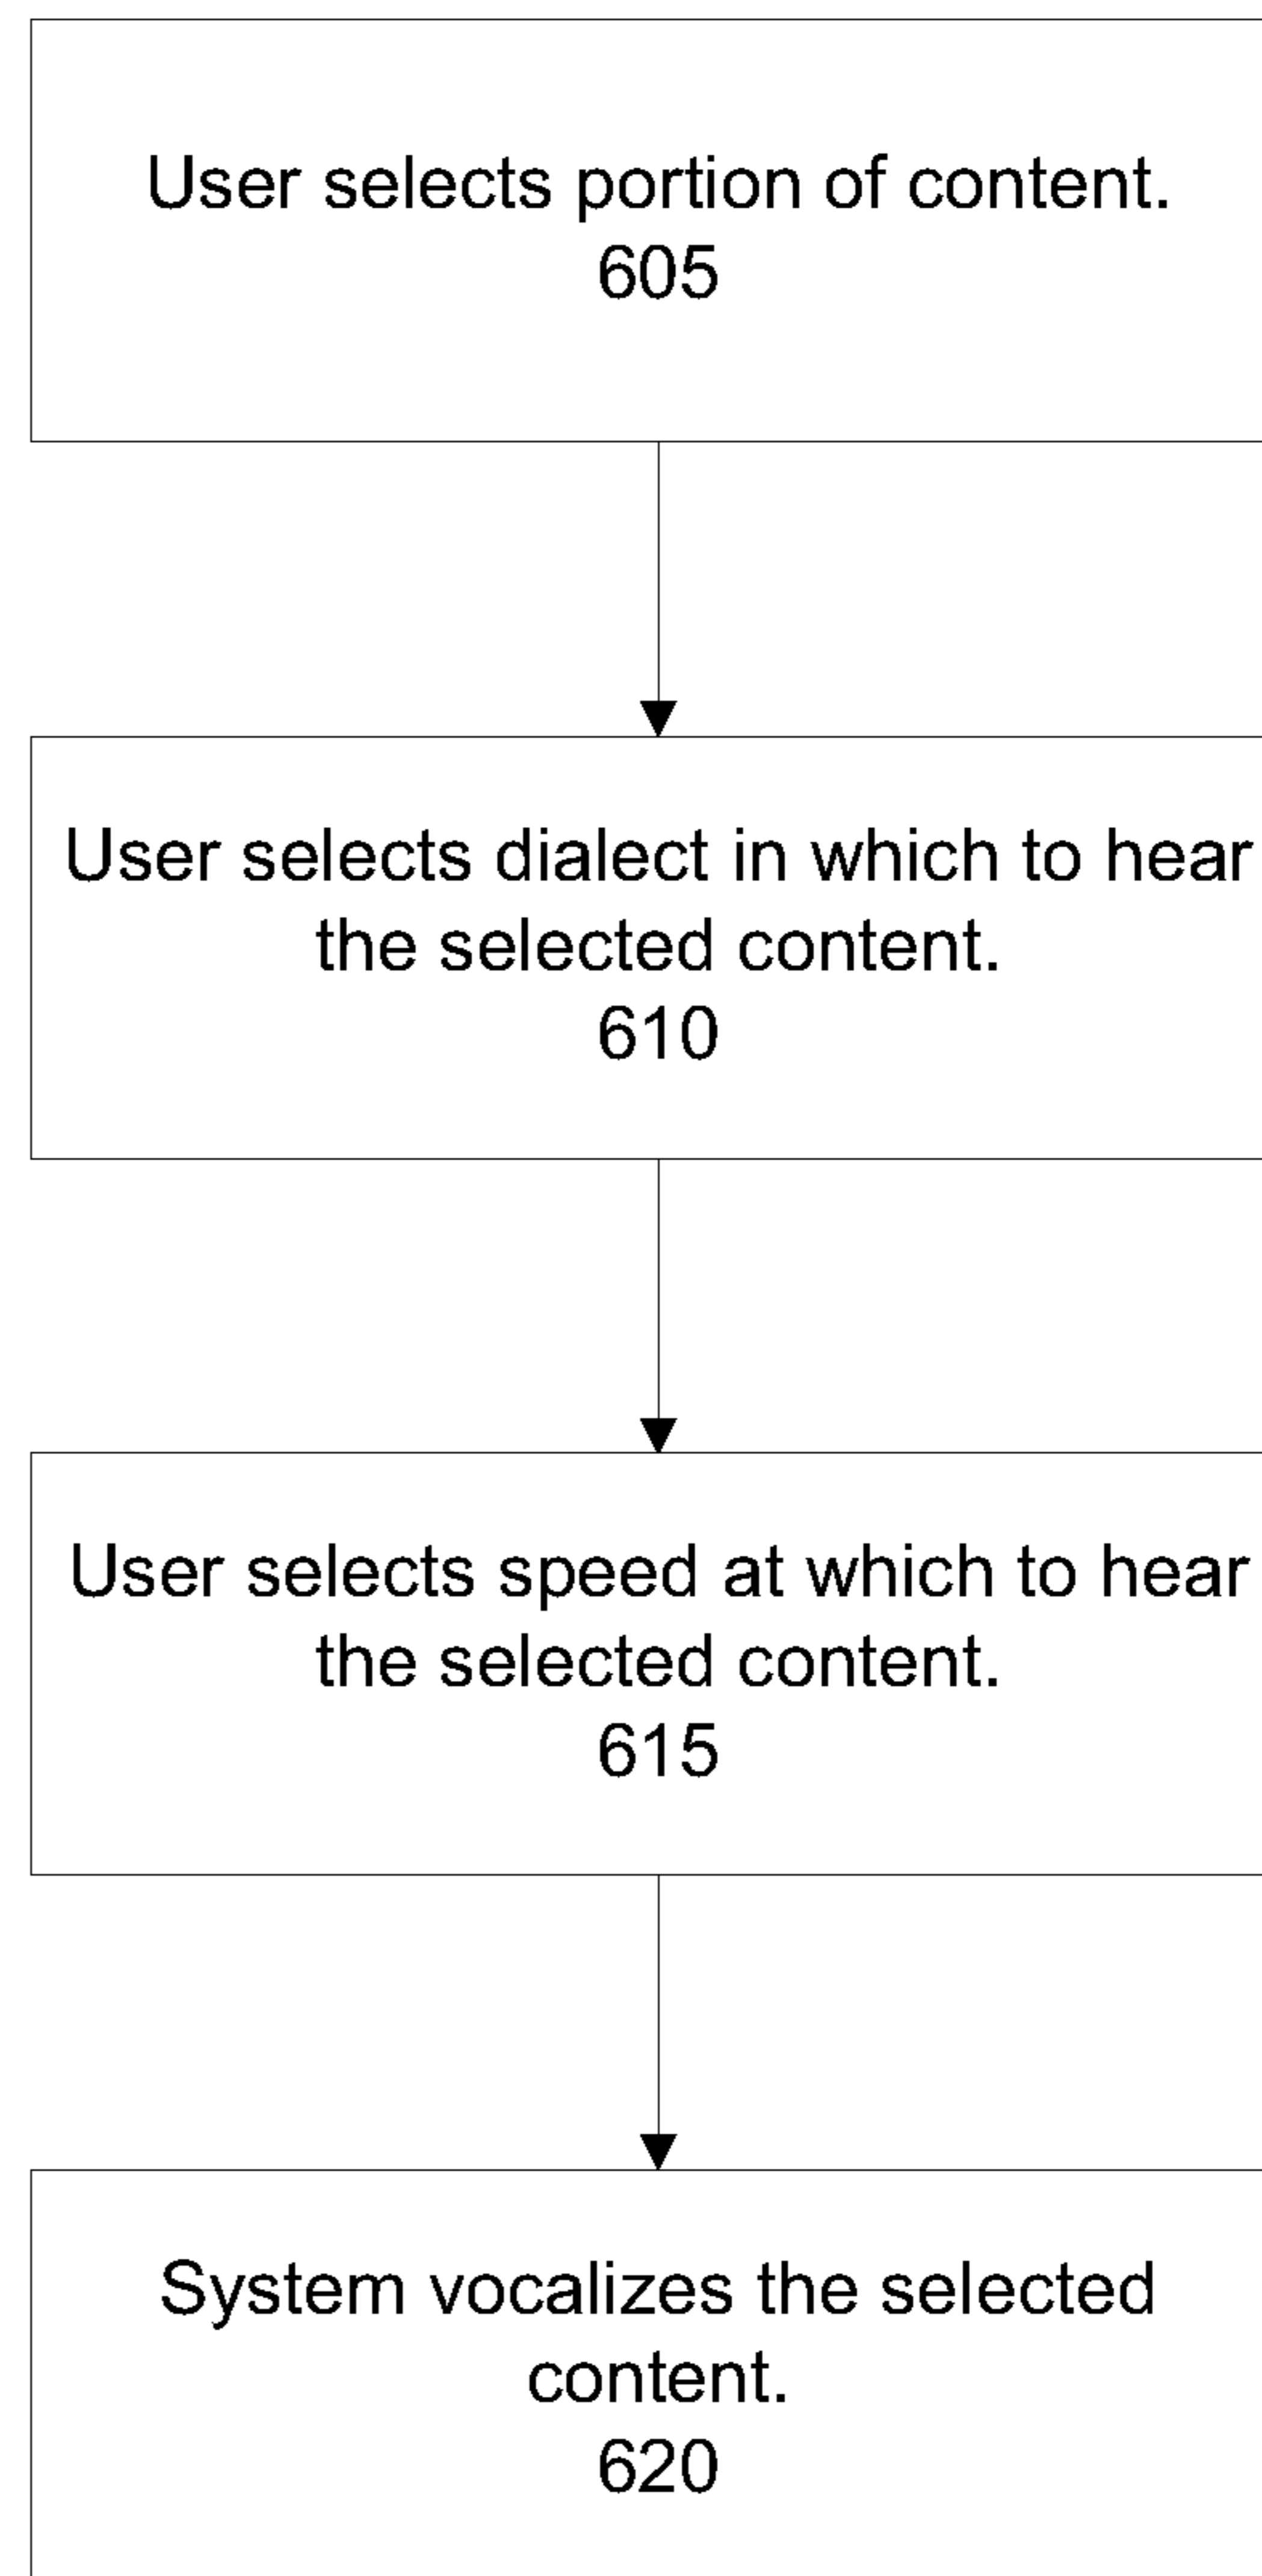 User selects portion of content.
605
User selects dialect in which to hear
the selected content.
610
User selects speed at which to hear
the selected content.
615
System vocalizes the selected
content.
620